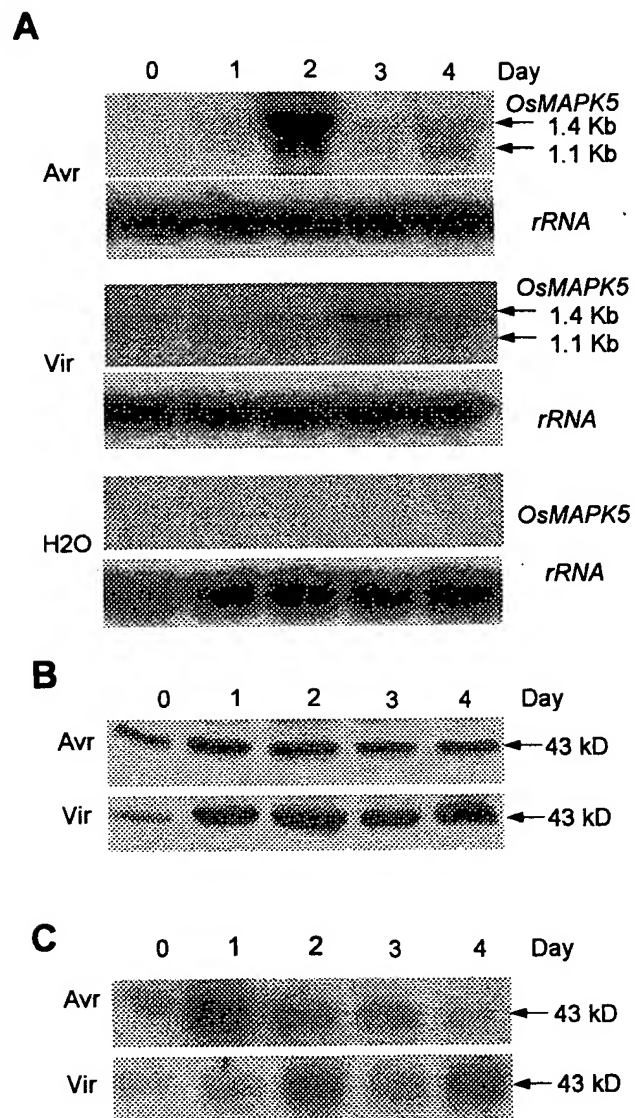 A
0 1 2 3 4 Day
OsMAPK5
1.4 Kb
1.1 Kb
Avr
rRNA
OsMAPK5
1.4 Kb
1.1 Kb
Vir
rRNA
OsMAPK5
H2O
rRNA
B
0 1 2 3 4 Day
Avr 43 kD
Vir 43 kD
C
0 1 2 3 4 Day
Avr 43 kD
Vir 43 kD